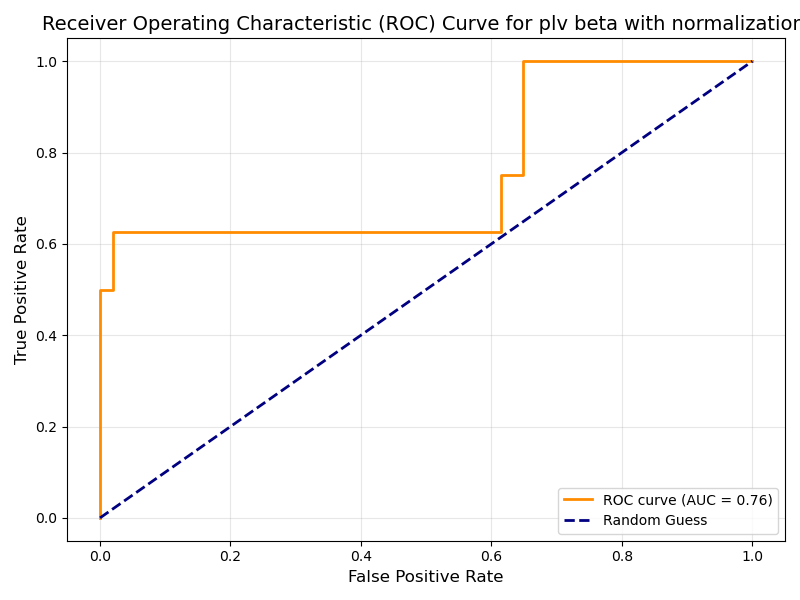 Receiver Operating Characteristic (ROC) Curve for plv beta with normalization
1.0
0.8
0.6
0.4
0.2
0.0
True Positive Rate
0.0 0.2 0.4 0.6 0.8 1.0
False Positive Rate
ROC curve (AUC = 0.76)
Random Guess